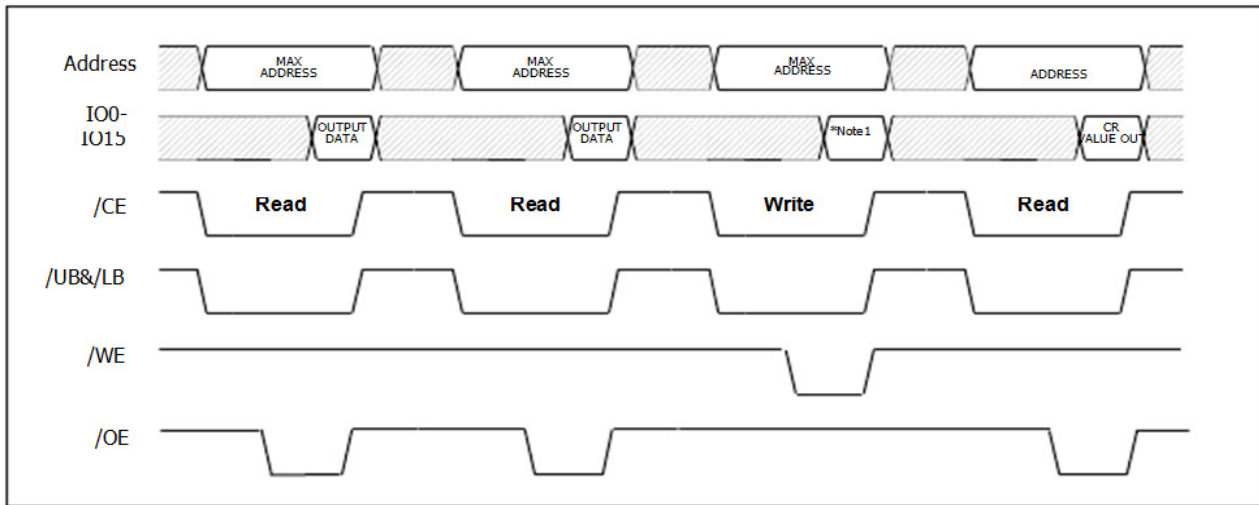 Address
MAX
ADDRESS
MAX
ADDRESS
MAX
ADDRESS
ADDRESS
IO0-
IO15
OUTPUT
DATA
OUTPUT
DATA
*Note1
CR
VALUE OUT
/CE
Read
Read
Write
Read
/UB&/LB
/WE
/OE